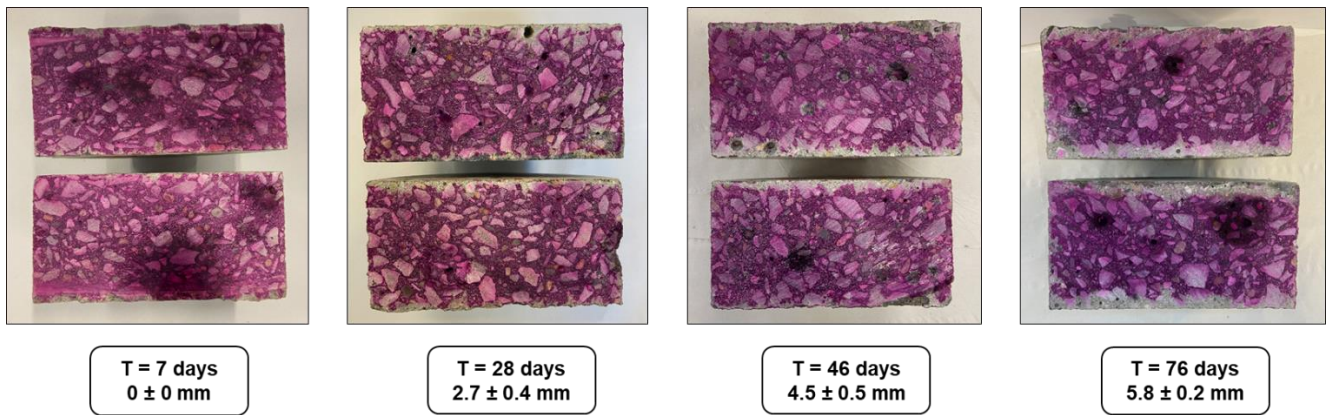 T = 7 days
0 ± 0 mm
T = 28 days
2.7 ± 0.4 mm
T = 46 days
4.5 ± 0.5 mm
T = 76 days
5.8 ± 0.2 mm